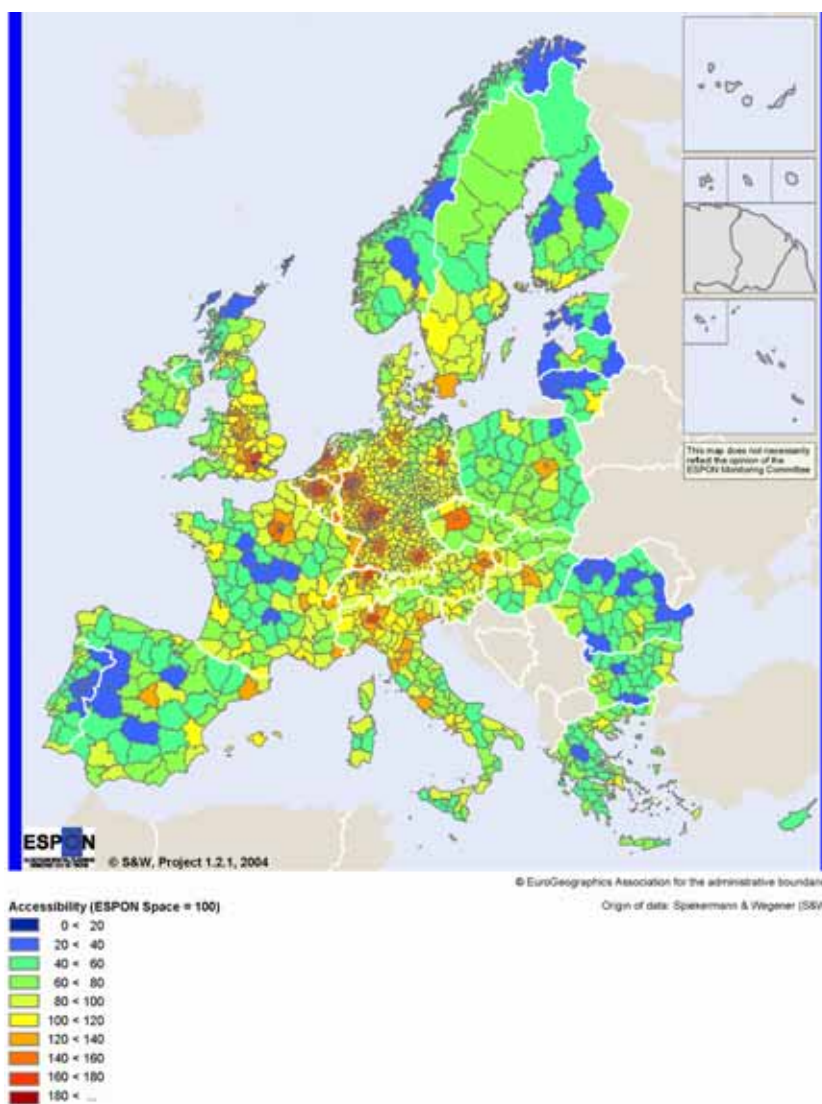 This map does not necessarily
reflect the opinion of the
ESPON Monitoring Committee
ESPON
© S&W, Project 1.2.1, 2004
© EuroGeographics Association for the administrative boundari
Origin of data: Spiekermann & Wegener (S&W
Accessibility (ESPON Space = 100)
0 < 20
20 < 40
40 < 60
60 < 80
80 < 100
100 < 120
120 < 140
140 < 160
160 < 180
180 < ...